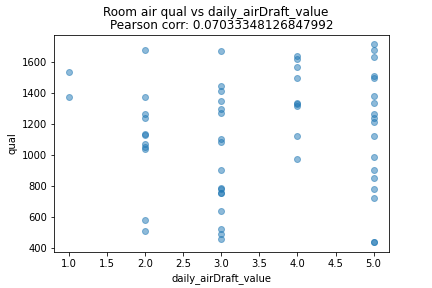 Room air qual vs daily_airDraft_value
Pearson corr: 0.07033348126847992
qual
1600
1400
1200
1000
800
600
400
1.0 1.5 2.0 2.5 3.0 3.5 4.0 4.5 5.0
daily_airDraft_value